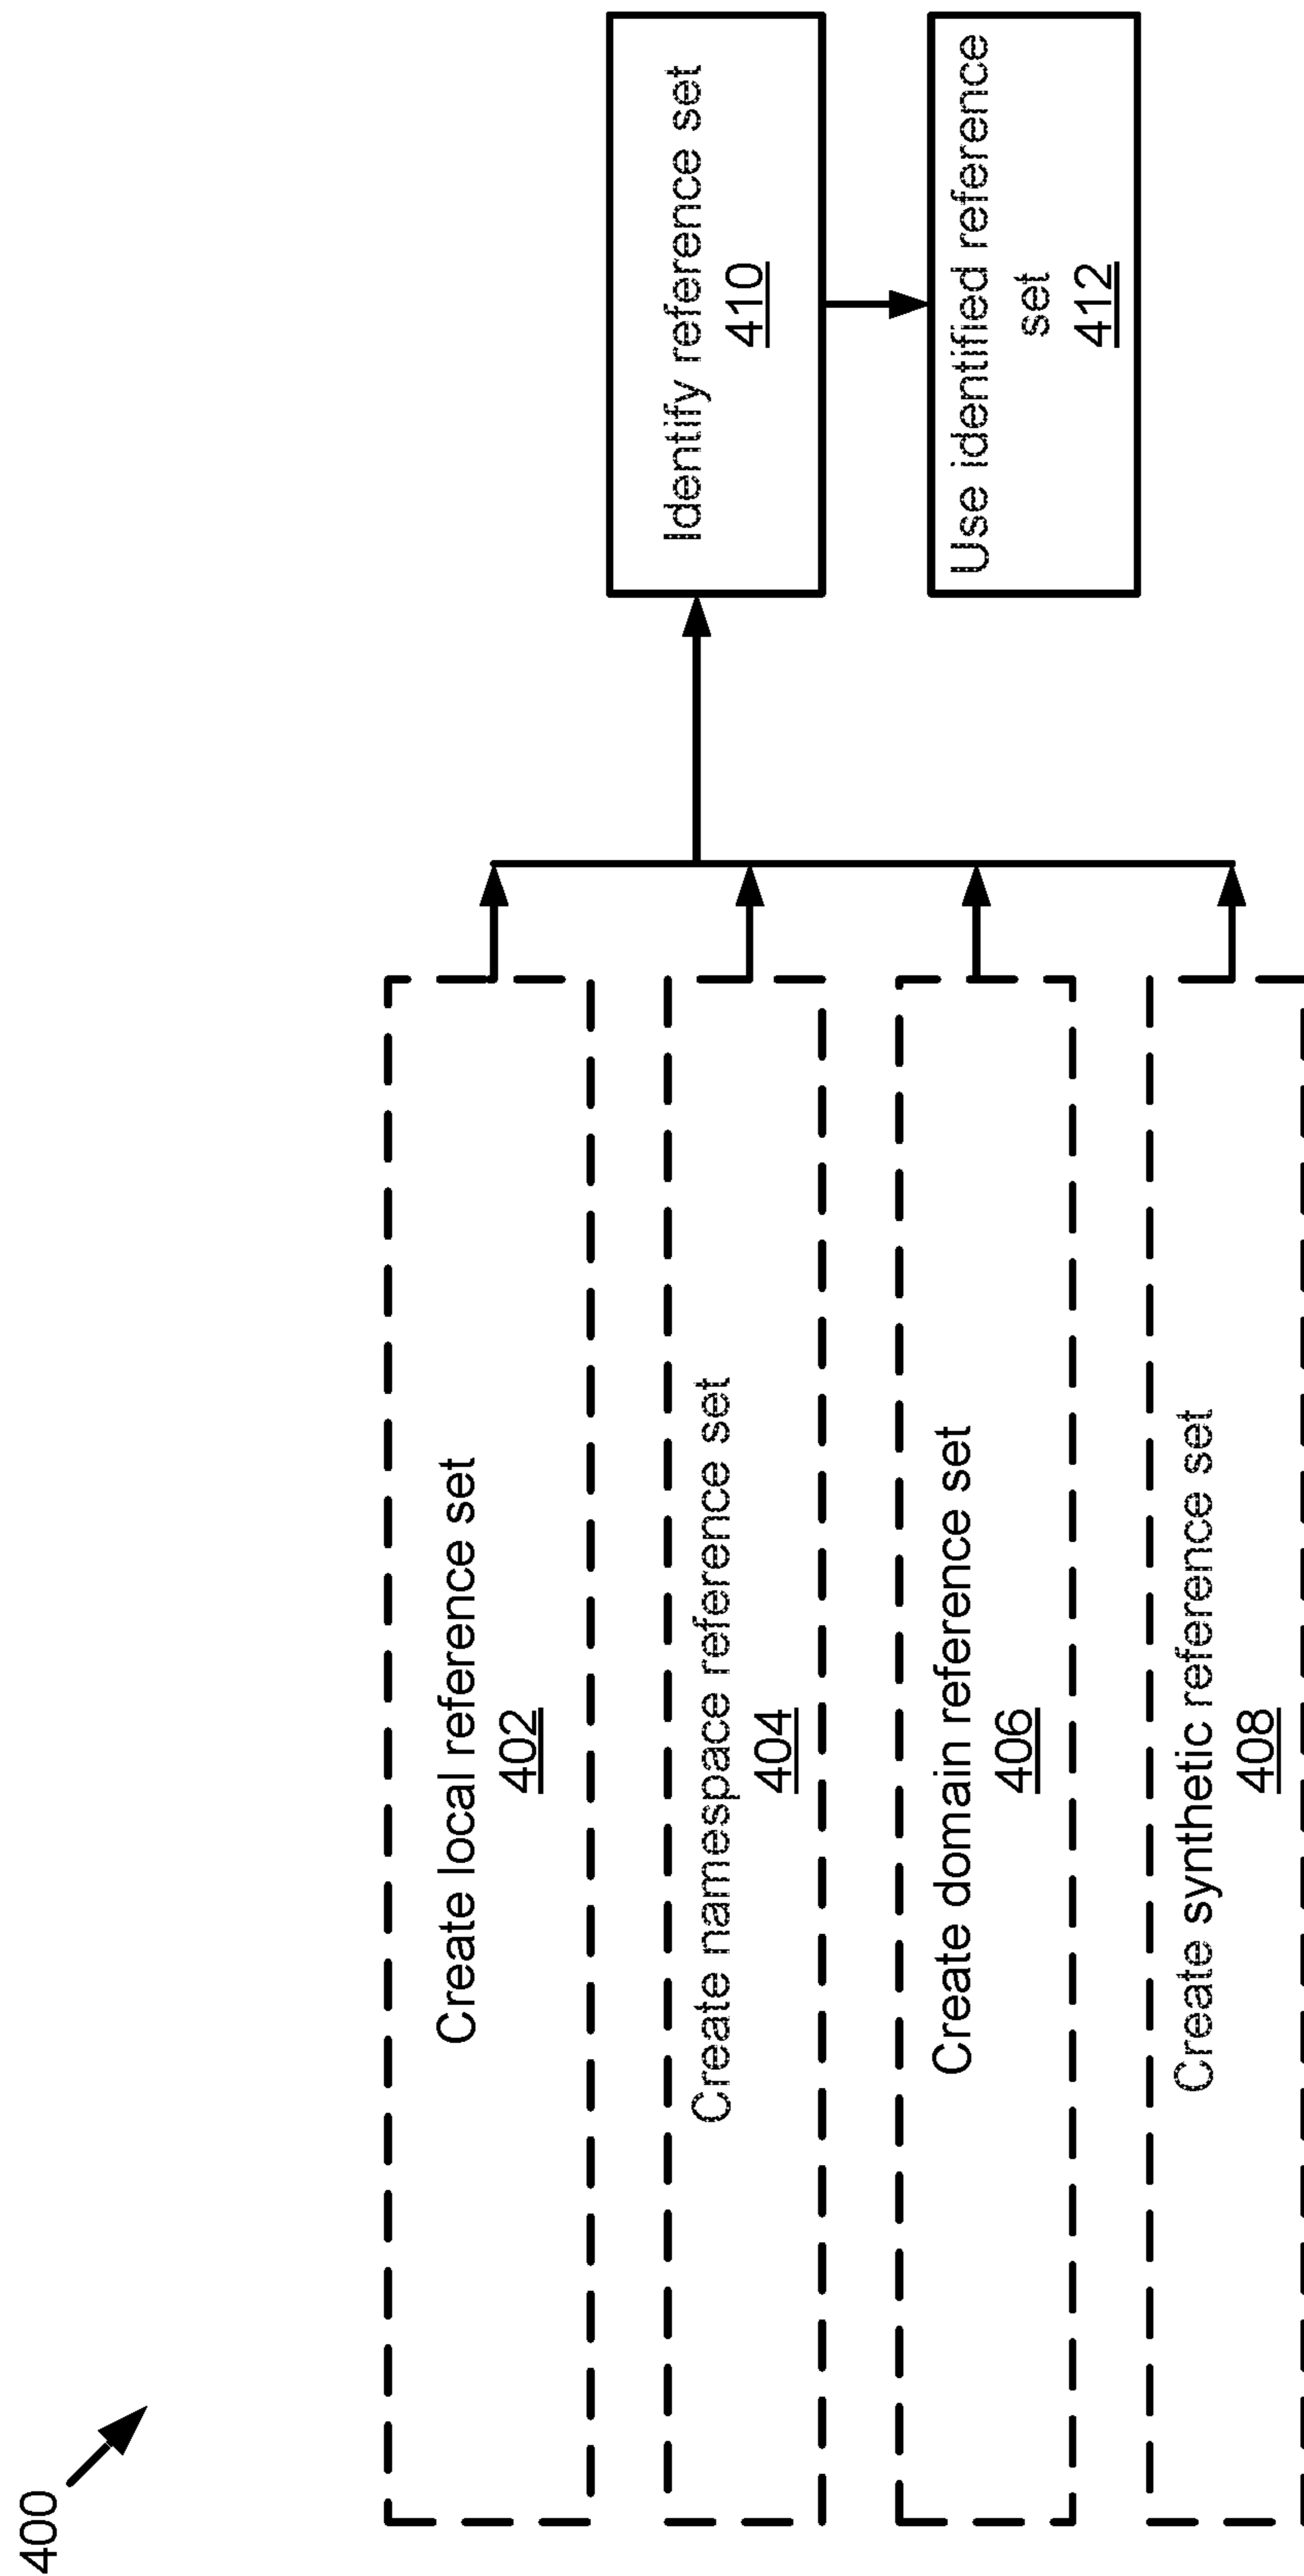 400
Create local reference set
402
Create namespace reference set
404
Create domain reference set
406
Create synthetic reference set
408
Identify reference set
410
Use identified reference
set
412